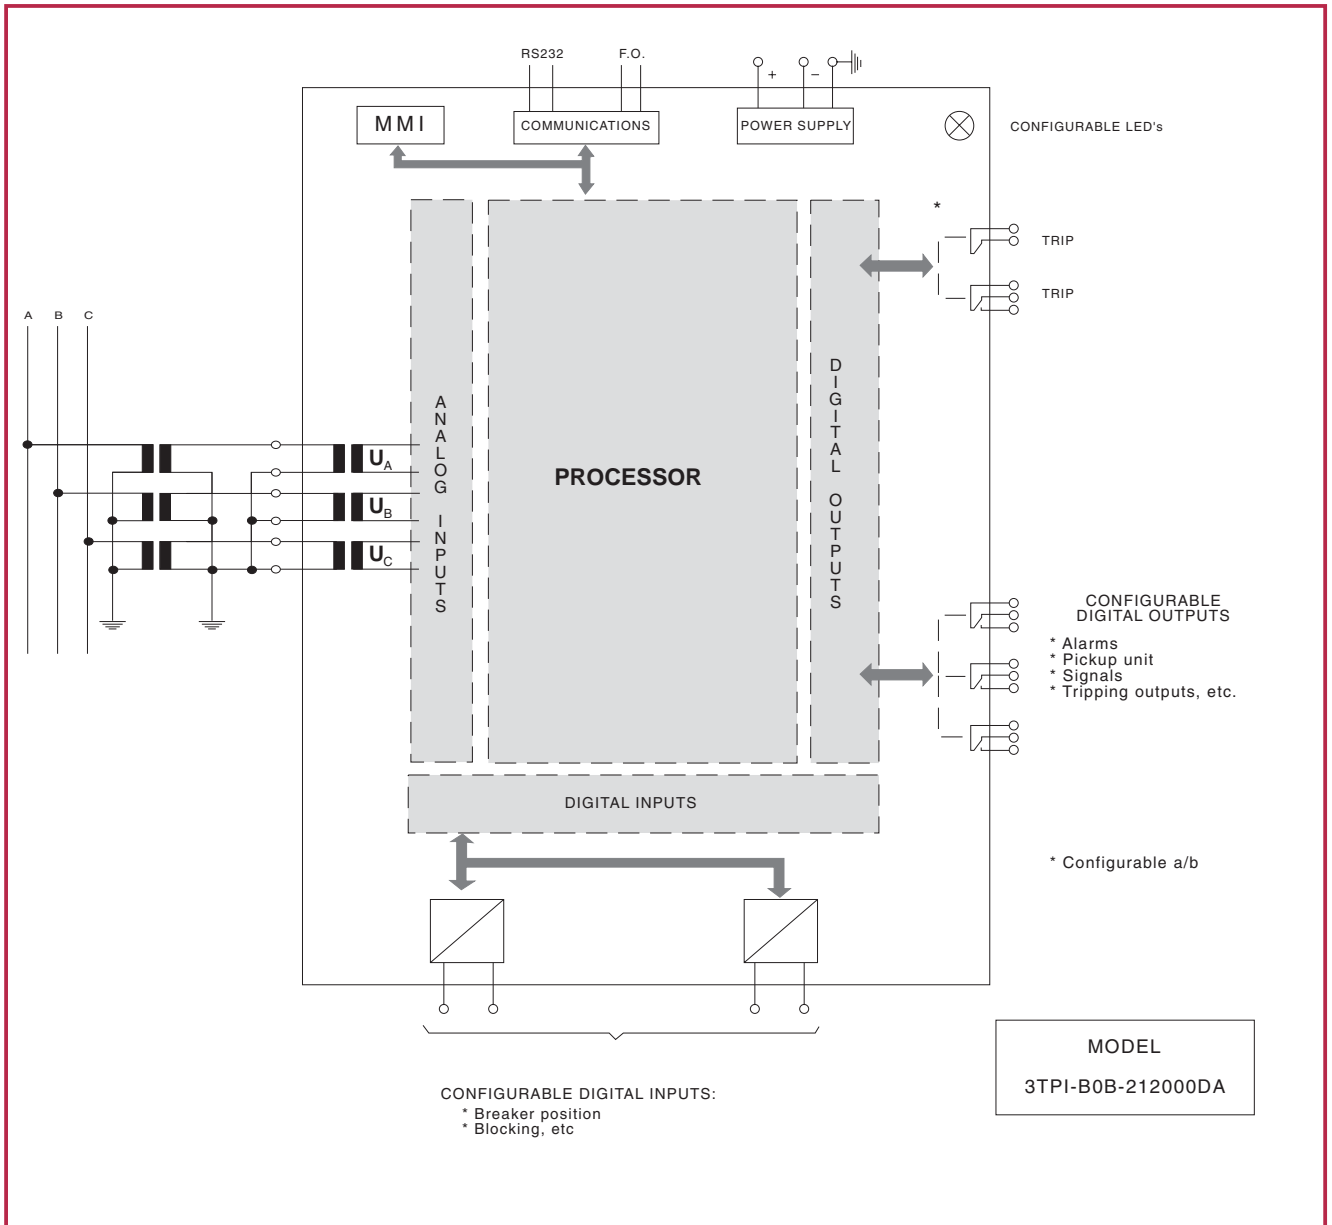 RS232 F.O.
+ −
MMI
COMMUNICATIONS
POWER SUPPLY
CONFIGURABLE LED's
*
TRIP
TRIP
A B C
ANALOG INPUTS
PROCESSOR
DIGITAL OUTPUTS
UA
UB
UC
CONFIGURABLE
DIGITAL OUTPUTS
* Alarms
* Pickup unit
* Signals
* Tripping outputs, etc.
DIGITAL INPUTS
* Configurable a/b
MODEL
3TPI-B0B-212000DA
CONFIGURABLE DIGITAL INPUTS:
* Breaker position
* Blocking, etc